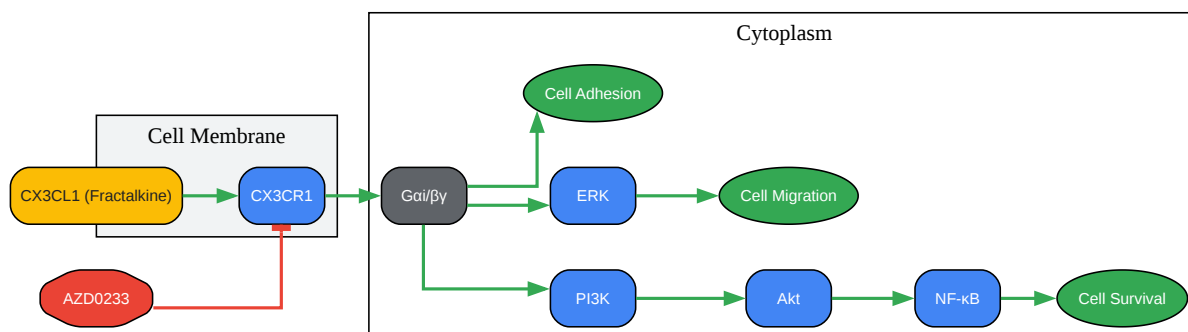 Cytoplasm
Cell Adhesion
Cell Membrane
CX3CL1 (Fractalkine)
CX3CR1
Gαi/βγ
ERK
Cell Migration
AZD0233
PI3K
Akt
NF-κB
Cell Survival